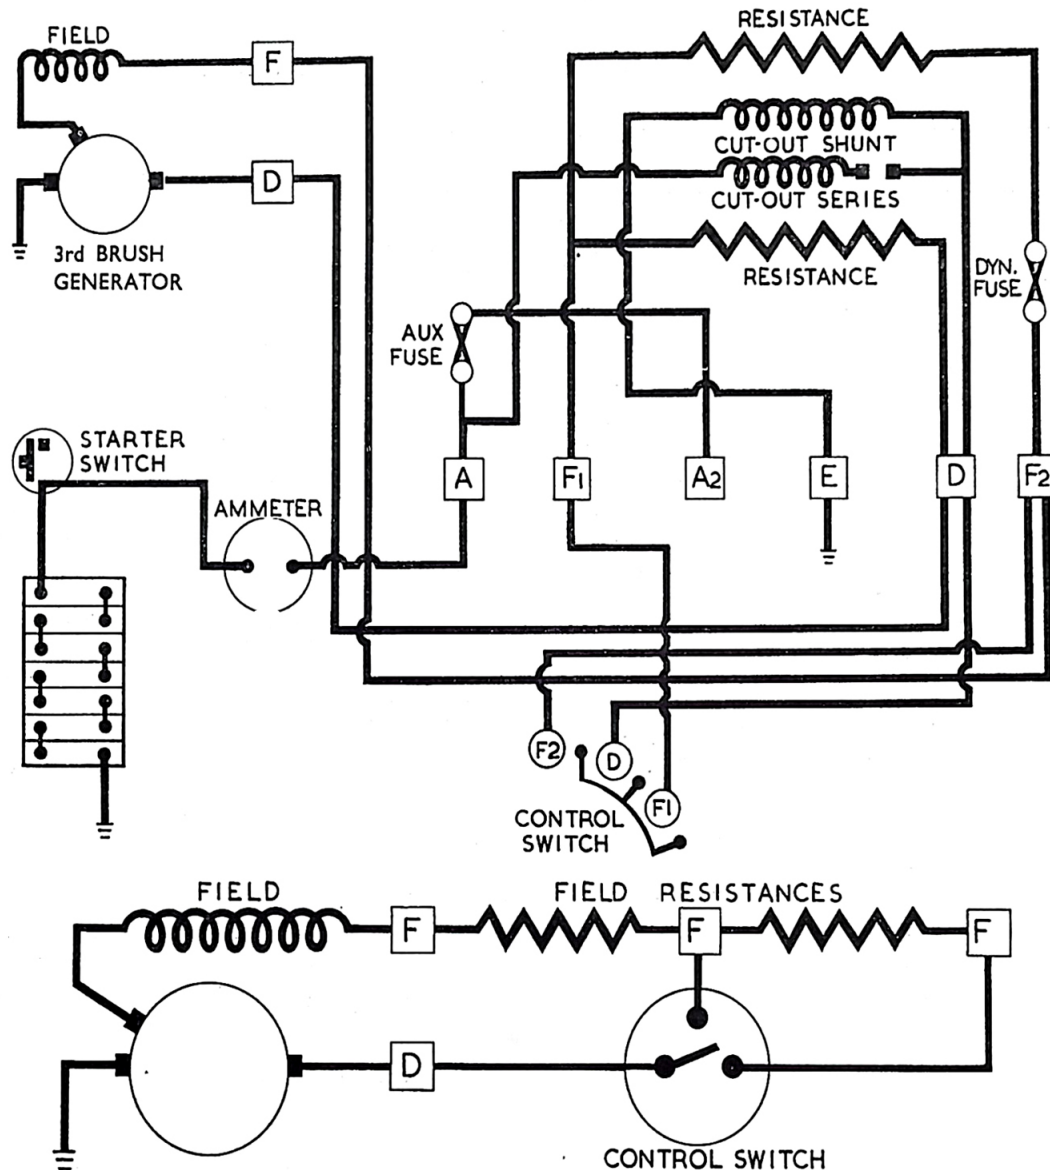 FIELD
F
3rd BRUSH
GENERATOR
D
RESISTANCE
CUT-OUT SHUNT
CUT-OUT SERIES
RESISTANCE
DYN.
FUSE
AUX
FUSE
STARTER
SWITCH
AMMETER
A
F1
A2
E
D
F2
F2
D
F1
CONTROL
SWITCH
FIELD
F
FIELD RESISTANCES
F
F
D
CONTROL SWITCH